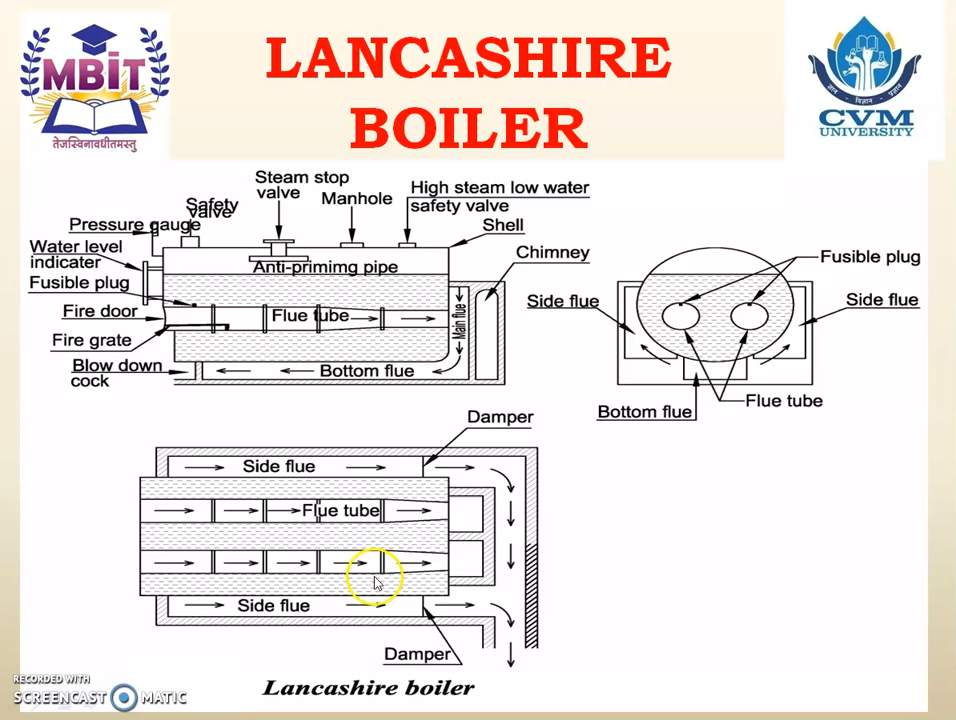 LANCASHIRE
BOILER
MBIT
तेजस्विनावधीतमस्तु
ज्ञान - विज्ञान - प्रज्ञान
CVM
UNIVERSITY
Steam stop
valve
Manhole
High steam low water
safety valve
Safety
valve
Pressure gauge
Shell
Water level
indicater
Chimney
Anti-primimg pipe
Fusible plug
Fire door
Flue tube
Main flue
Fire grate
Blow down
cock
Bottom flue
Fusible plug
Side flue
Side flue
Flue tube
Bottom flue
Damper
Side flue
Flue tube
Side flue
Damper
Lancashire boiler
RECORDED WITH
SCREENCAST MATIC